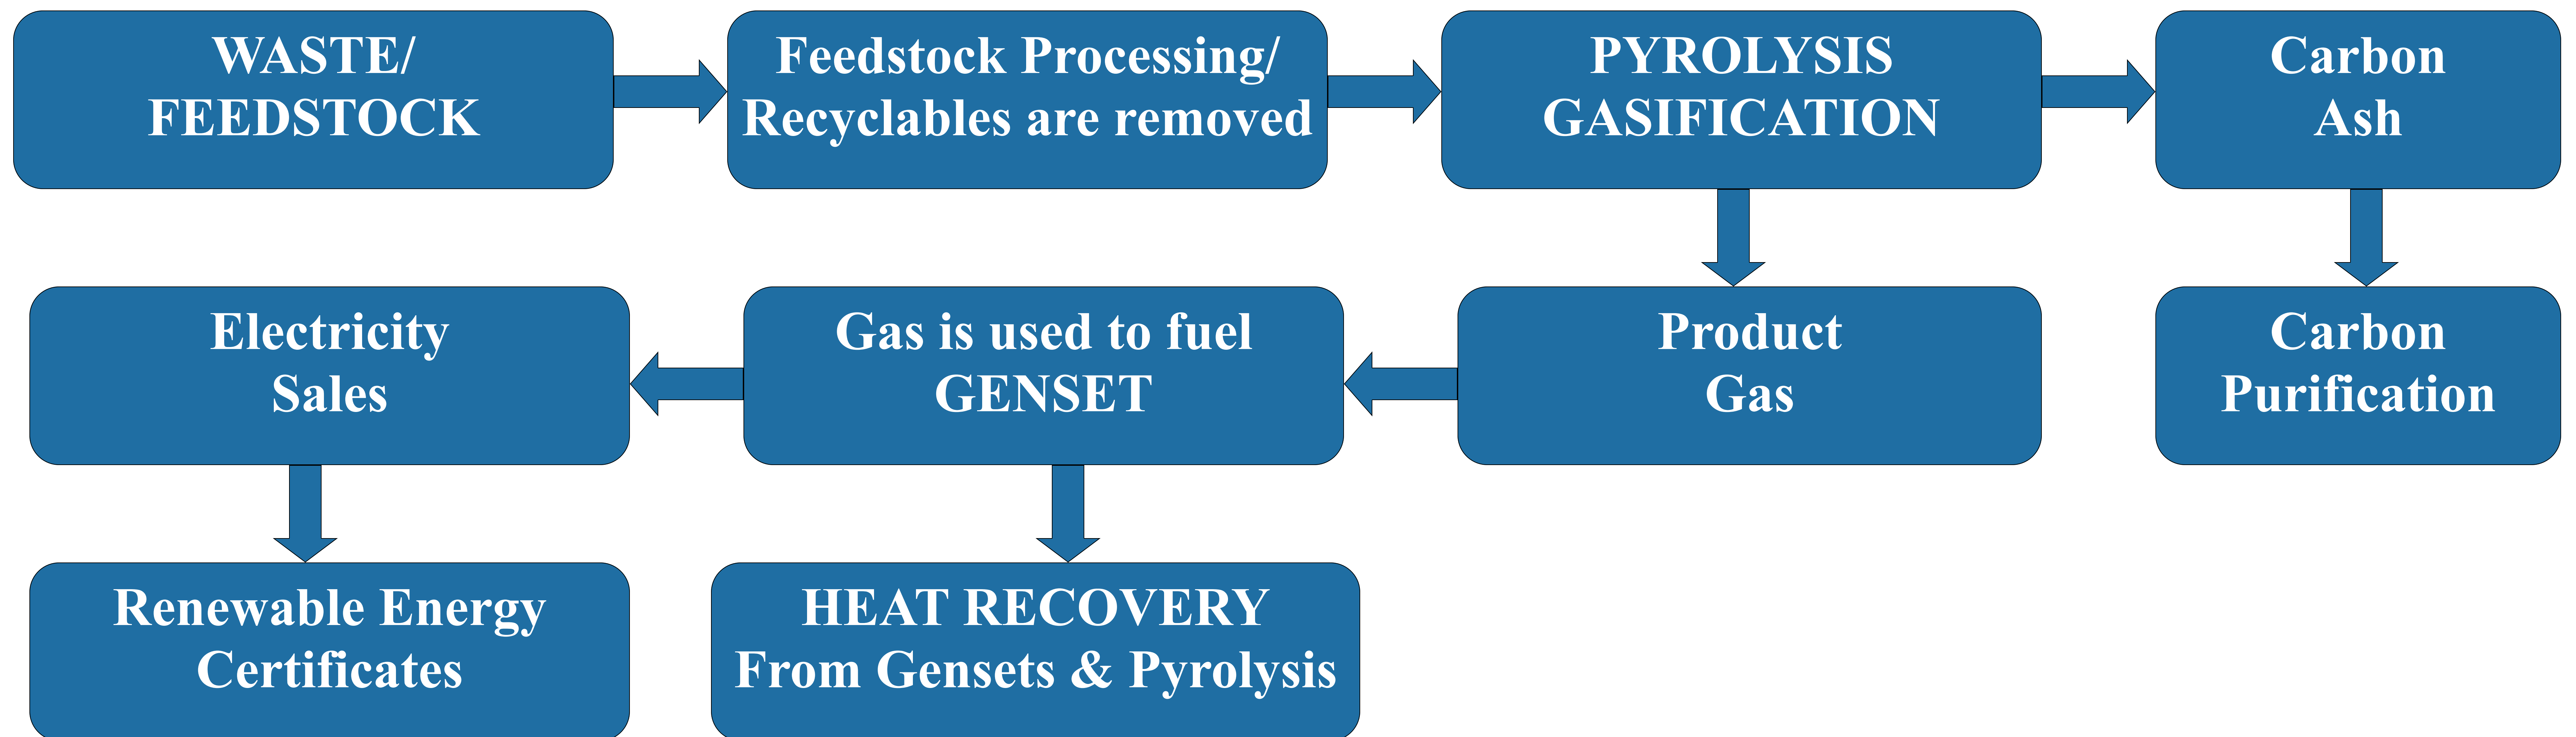 WASTE/
FEEDSTOCK
Feedstock Processing/
Recyclables are removed
PYROLYSIS
GASIFICATION
Carbon
Ash
Electricity
Sales
Gas is used to fuel
GENSET
Product
Gas
Carbon
Purification
Renewable Energy
Certificates
HEAT RECOVERY
From Gensets & Pyrolysis